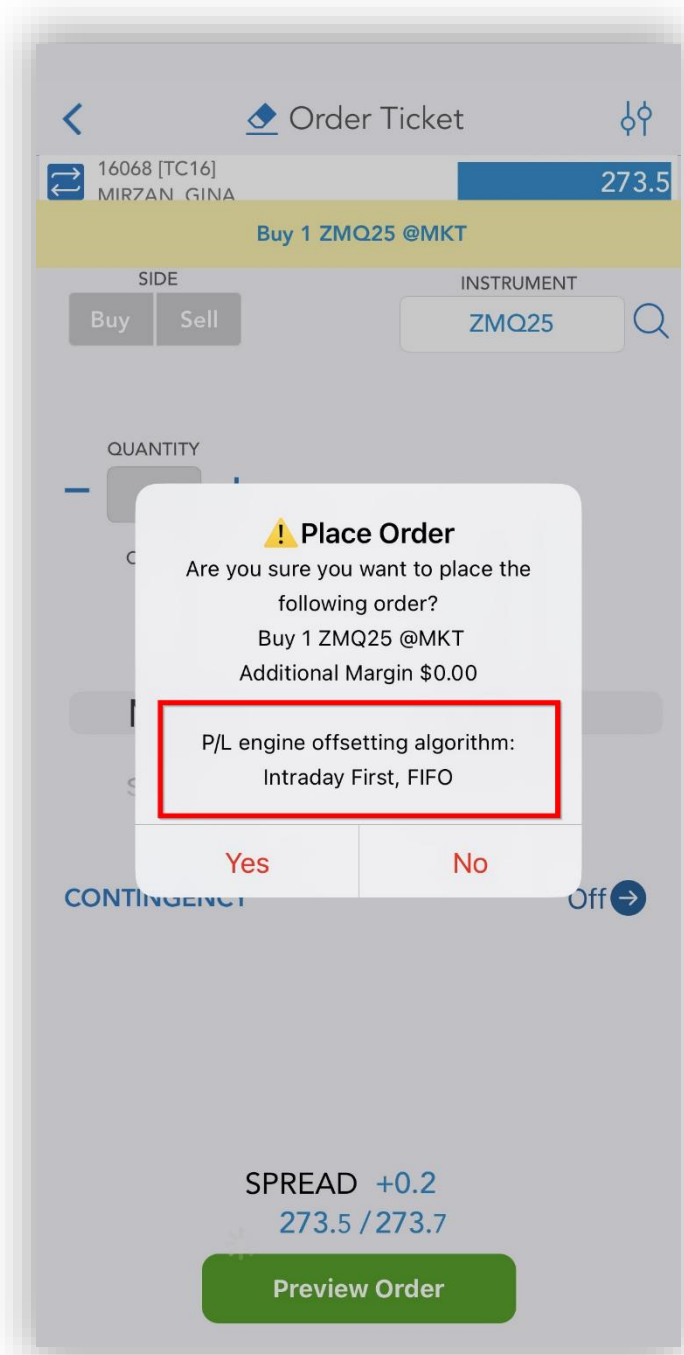 Order Ticket
16068 [TC16]
MIRZAN, GINA
273.5
Buy 1 ZMQ25 @MKT
SIDE
INSTRUMENT
Buy
Sell
ZMQ25
QUANTITY
Place Order
Are you sure you want to place the
following order?
Buy 1 ZMQ25 @MKT
Additional Margin $0.00
P/L engine offsetting algorithm:
Intraday First, FIFO
Yes
No
CONTINGENCY
Off
SPREAD +0.2
273.5 / 273.7
Preview Order